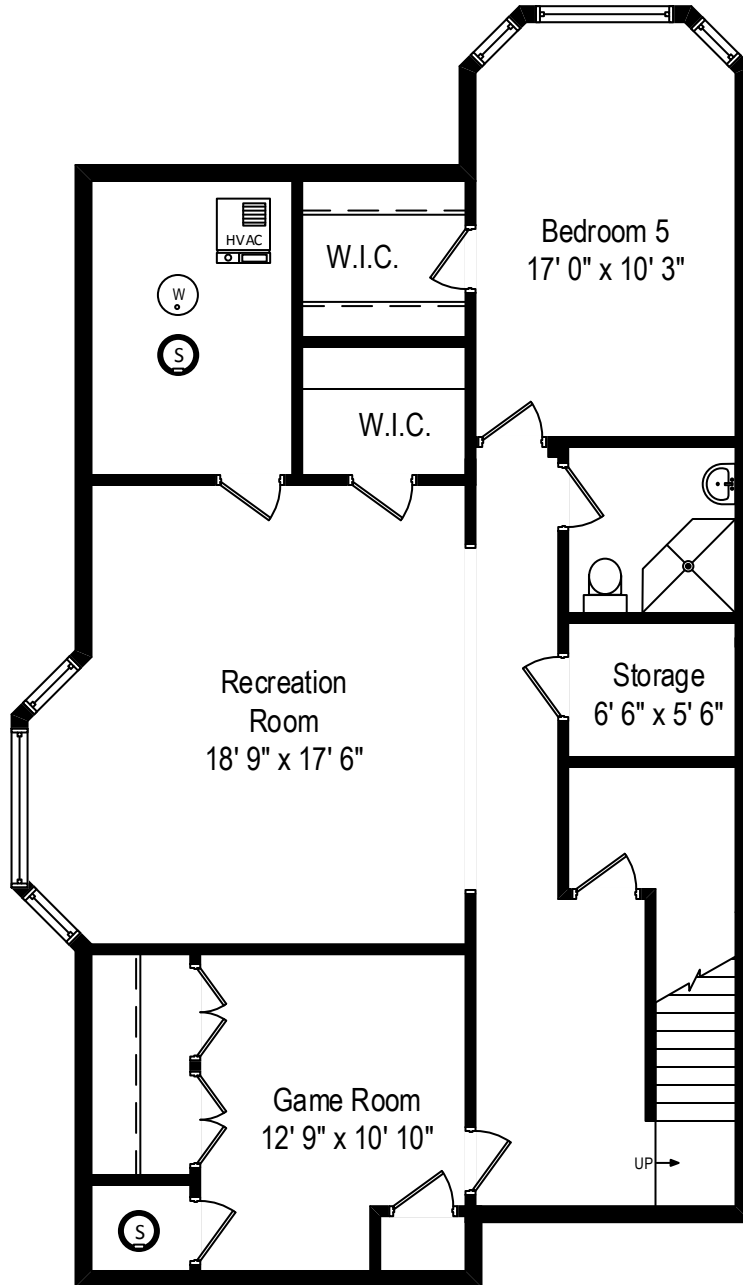 HVAC
W.I.C.
Bedroom 5
17' 0" x 10' 3"
W
S
W.I.C.
Recreation
Room
18' 9" x 17' 6"
Storage
6' 6" x 5' 6"
Game Room
12' 9" x 10' 10"
UP
S